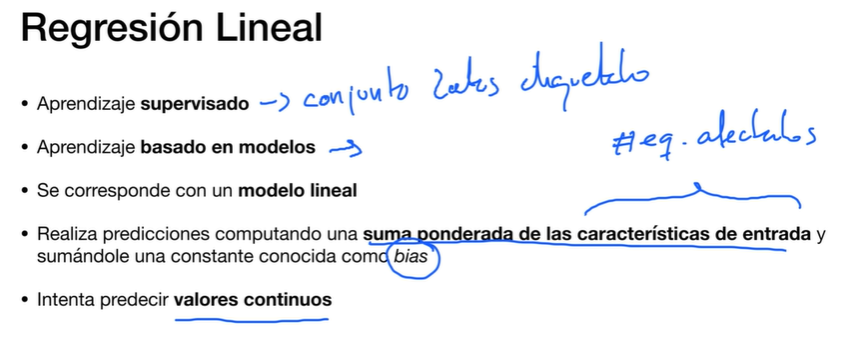 Regresión Lineal
• Aprendizaje supervisado -> conjunto datos etiquetado
• Aprendizaje basado en modelos ->
#eq. afectados
• Se corresponde con un modelo lineal
• Realiza predicciones computando una suma ponderada de las características de entrada y
sumándole una constante conocida como bias
• Intenta predecir valores continuos